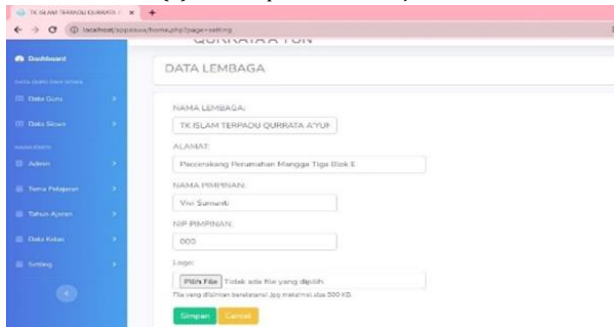 TK ISLAM TERPADU QURRATA A
localhost/sppsiswa/home.php?page=setting
QURRATA A'YUN
Dashboard
DATA LEMBAGA
Data Guru
Data Siswa
Admin
Tema Pelajaran
Tahun Ajaran
Data Kelas
Setting
NAMA LEMBAGA:
TK ISLAM TERPADU QURRATA A'YUN
ALAMAT:
Paccerakang Perumahan Mangga Tiga Blok E
NAMA PIMPINAN:
Vivi Sumanti
NIP PIMPINAN:
000
Logo:
Pilih File Tidak ada file yang dipilih
File yang diizinkan berekstensi .jpg maksimal size 500 KB.
Simpan Cancel